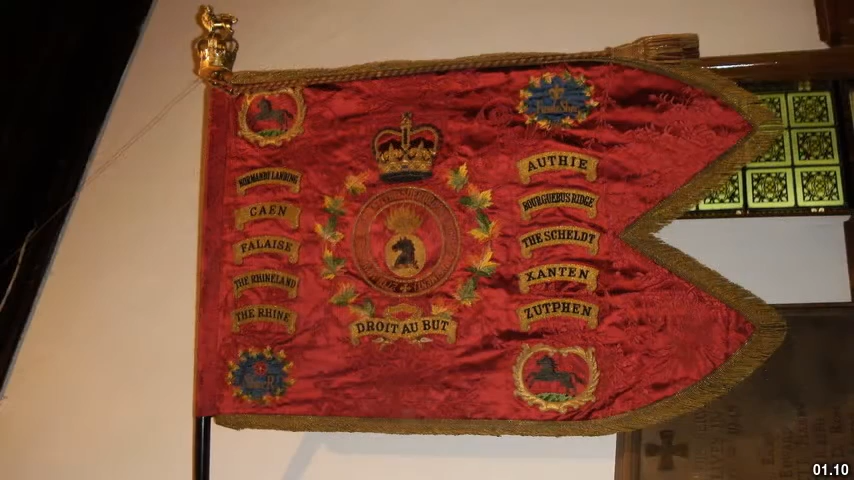 NORMANDY LANDING
CAEN
FALAISE
THE RHINELAND
THE RHINE
DROIT AU BUT
AUTHIE
BOURGUEBUS RIDGE
THE SCHELDT
XANTEN
ZUTPHEN
01.10